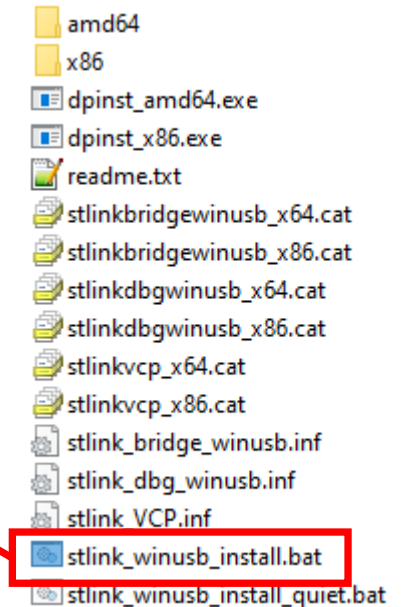 amd64
x86
dpinst_amd64.exe
dpinst_x86.exe
readme.txt
stlinkbridgewinusb_x64.cat
stlinkbridgewinusb_x86.cat
stlinkdbgwinusb_x64.cat
stlinkdbgwinusb_x86.cat
stlinkvcp_x64.cat
stlinkvcp_x86.cat
stlink_bridge_winusb.inf
stlink_dbg_winusb.inf
stlink_VCP.inf
stlink_winusb_install.bat
stlink_winusb_install_quiet.bat